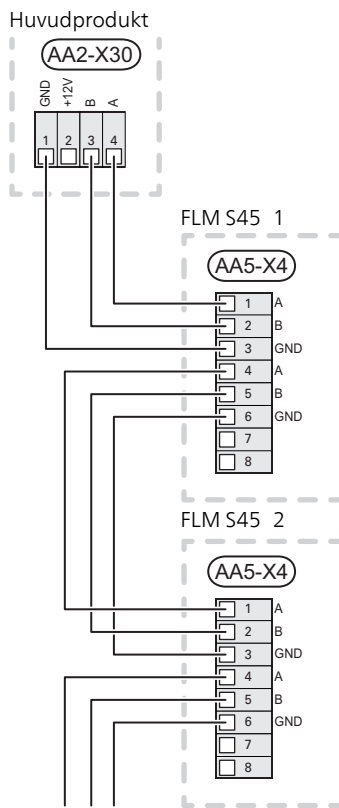 Huvudprodukt
AA2-X30
GND +12V B A
1 2 3 4
FLM S45 1
AA5-X4
1 A
2 B
3 GND
4 A
5 B
6 GND
7
8
FLM S45 2
AA5-X4
1 A
2 B
3 GND
4 A
5 B
6 GND
7
8